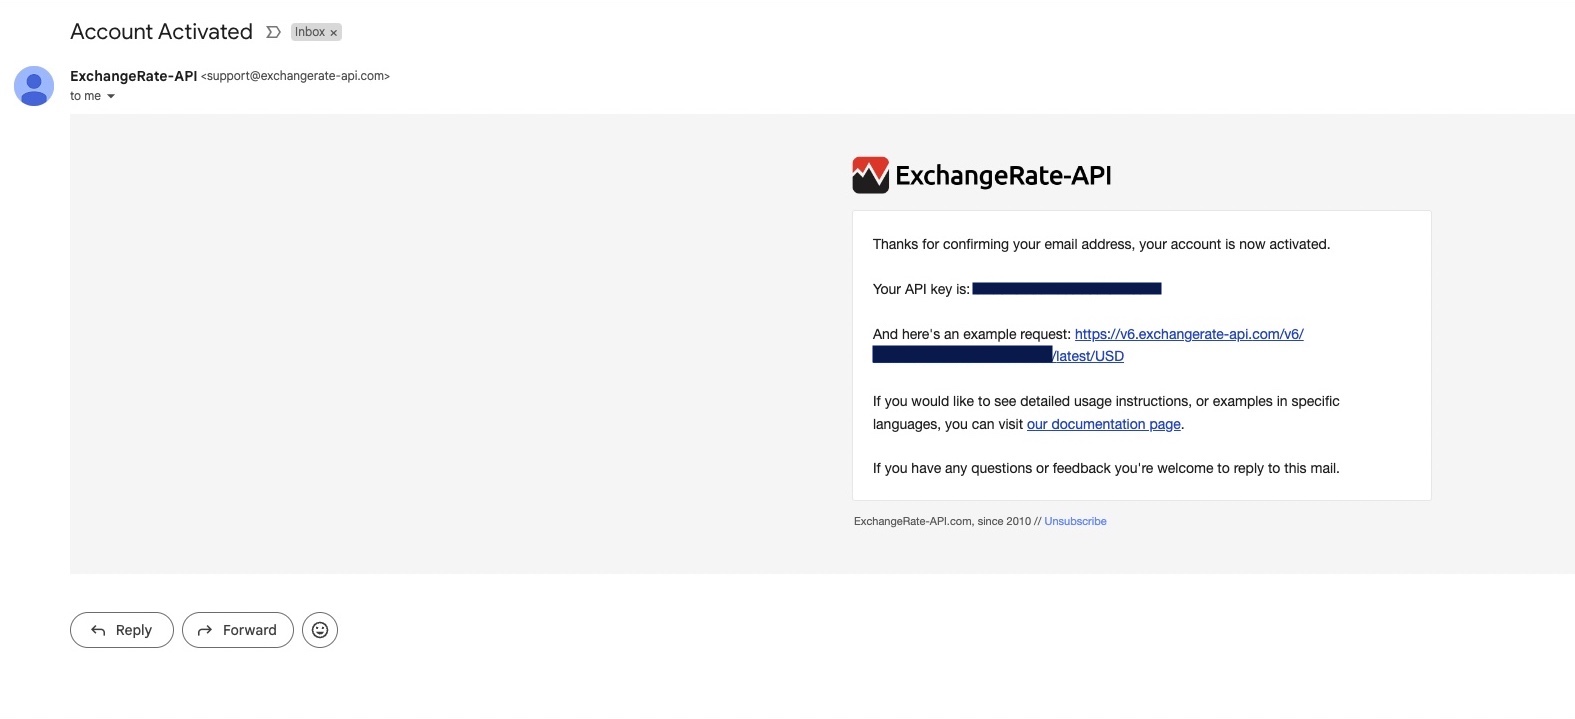 Account Activated Inbox ×
ExchangeRate-API <support@exchangerate-api.com>
to me
ExchangeRate-API
Thanks for confirming your email address, your account is now activated.
Your API key is:
And here's an example request: https://v6.exchangerate-api.com/v6/
/latest/USD
If you would like to see detailed usage instructions, or examples in specific
languages, you can visit our documentation page.
If you have any questions or feedback you're welcome to reply to this mail.
ExchangeRate-API.com, since 2010 // Unsubscribe
Reply Forward